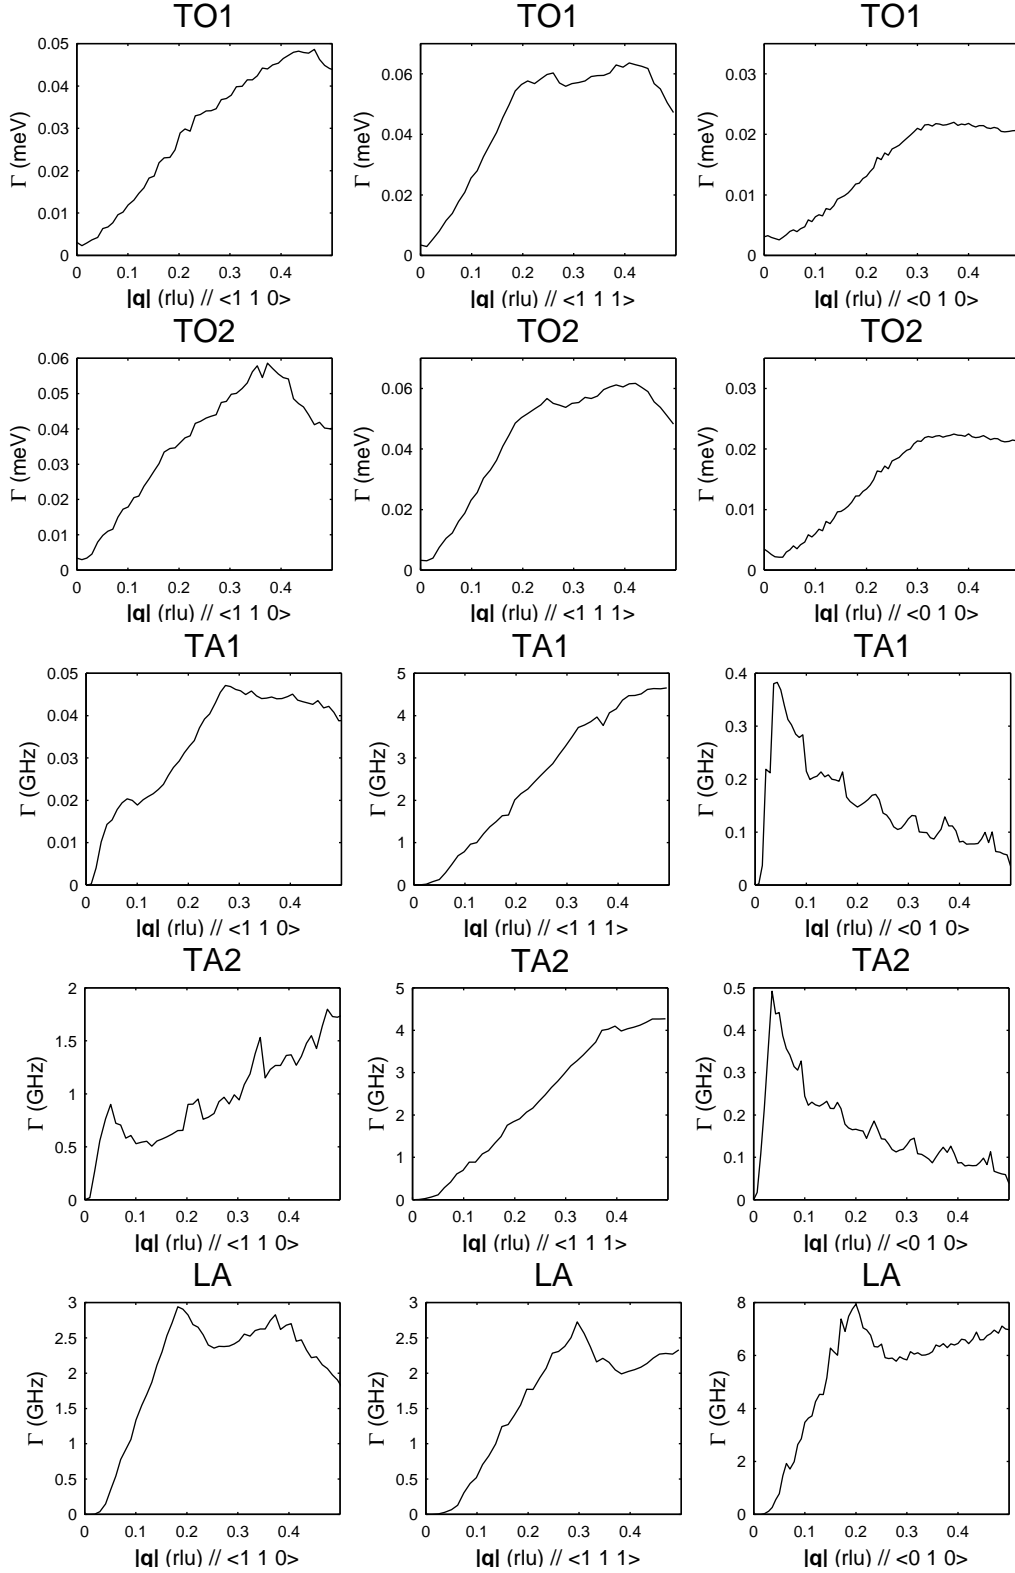 TO1
TO1
TO1
0.05
0.04
0.03
0.02
0.01
0
Γ (meV)
0 0.1 0.2 0.3 0.4
|q| (rlu) // <1 1 0>
0.06
0.04
0.02
0
Γ (meV)
0 0.1 0.2 0.3 0.4
|q| (rlu) // <1 1 1>
0.03
0.02
0.01
0
Γ (meV)
0 0.1 0.2 0.3 0.4
|q| (rlu) // <0 1 0>
TO2
TO2
TO2
0.06
0.05
0.04
0.03
0.02
0.01
0
Γ (meV)
0 0.1 0.2 0.3 0.4
|q| (rlu) // <1 1 0>
0.06
0.04
0.02
0
Γ (meV)
0 0.1 0.2 0.3 0.4
|q| (rlu) // <1 1 1>
0.03
0.02
0.01
0
Γ (meV)
0 0.1 0.2 0.3 0.4
|q| (rlu) // <0 1 0>
TA1
TA1
TA1
0.05
0.04
0.03
0.02
0.01
0
Γ (GHz)
0 0.1 0.2 0.3 0.4
|q| (rlu) // <1 1 0>
5
4
3
2
1
0
Γ (GHz)
0 0.1 0.2 0.3 0.4
|q| (rlu) // <1 1 1>
0.4
0.3
0.2
0.1
0
Γ (GHz)
0 0.1 0.2 0.3 0.4
|q| (rlu) // <0 1 0>
TA2
TA2
TA2
2
1.5
1
0.5
0
Γ (GHz)
0 0.1 0.2 0.3 0.4
|q| (rlu) // <1 1 0>
5
4
3
2
1
0
Γ (GHz)
0 0.1 0.2 0.3 0.4
|q| (rlu) // <1 1 1>
0.5
0.4
0.3
0.2
0.1
0
Γ (GHz)
0 0.1 0.2 0.3 0.4
|q| (rlu) // <0 1 0>
LA
LA
LA
3
2.5
2
1.5
1
0.5
0
Γ (GHz)
0 0.1 0.2 0.3 0.4
|q| (rlu) // <1 1 0>
3
2.5
2
1.5
1
0.5
0
Γ (GHz)
0 0.1 0.2 0.3 0.4
|q| (rlu) // <1 1 1>
8
6
4
2
0
Γ (GHz)
0 0.1 0.2 0.3 0.4
|q| (rlu) // <0 1 0>